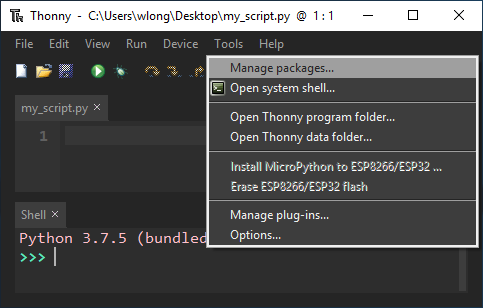 Thonny - C:\Users\wlong\Desktop\my_script.py @ 1 : 1
File Edit View Run Device Tools Help
Manage packages...
Open system shell...
Open Thonny program folder...
Open Thonny data folder...
Install MicroPython to ESP8266/ESP32 ...
Erase ESP8266/ESP32 flash
Manage plug-ins...
Options...
my_script.py ×
1
Shell ×
Python 3.7.5 (bundled
>>>